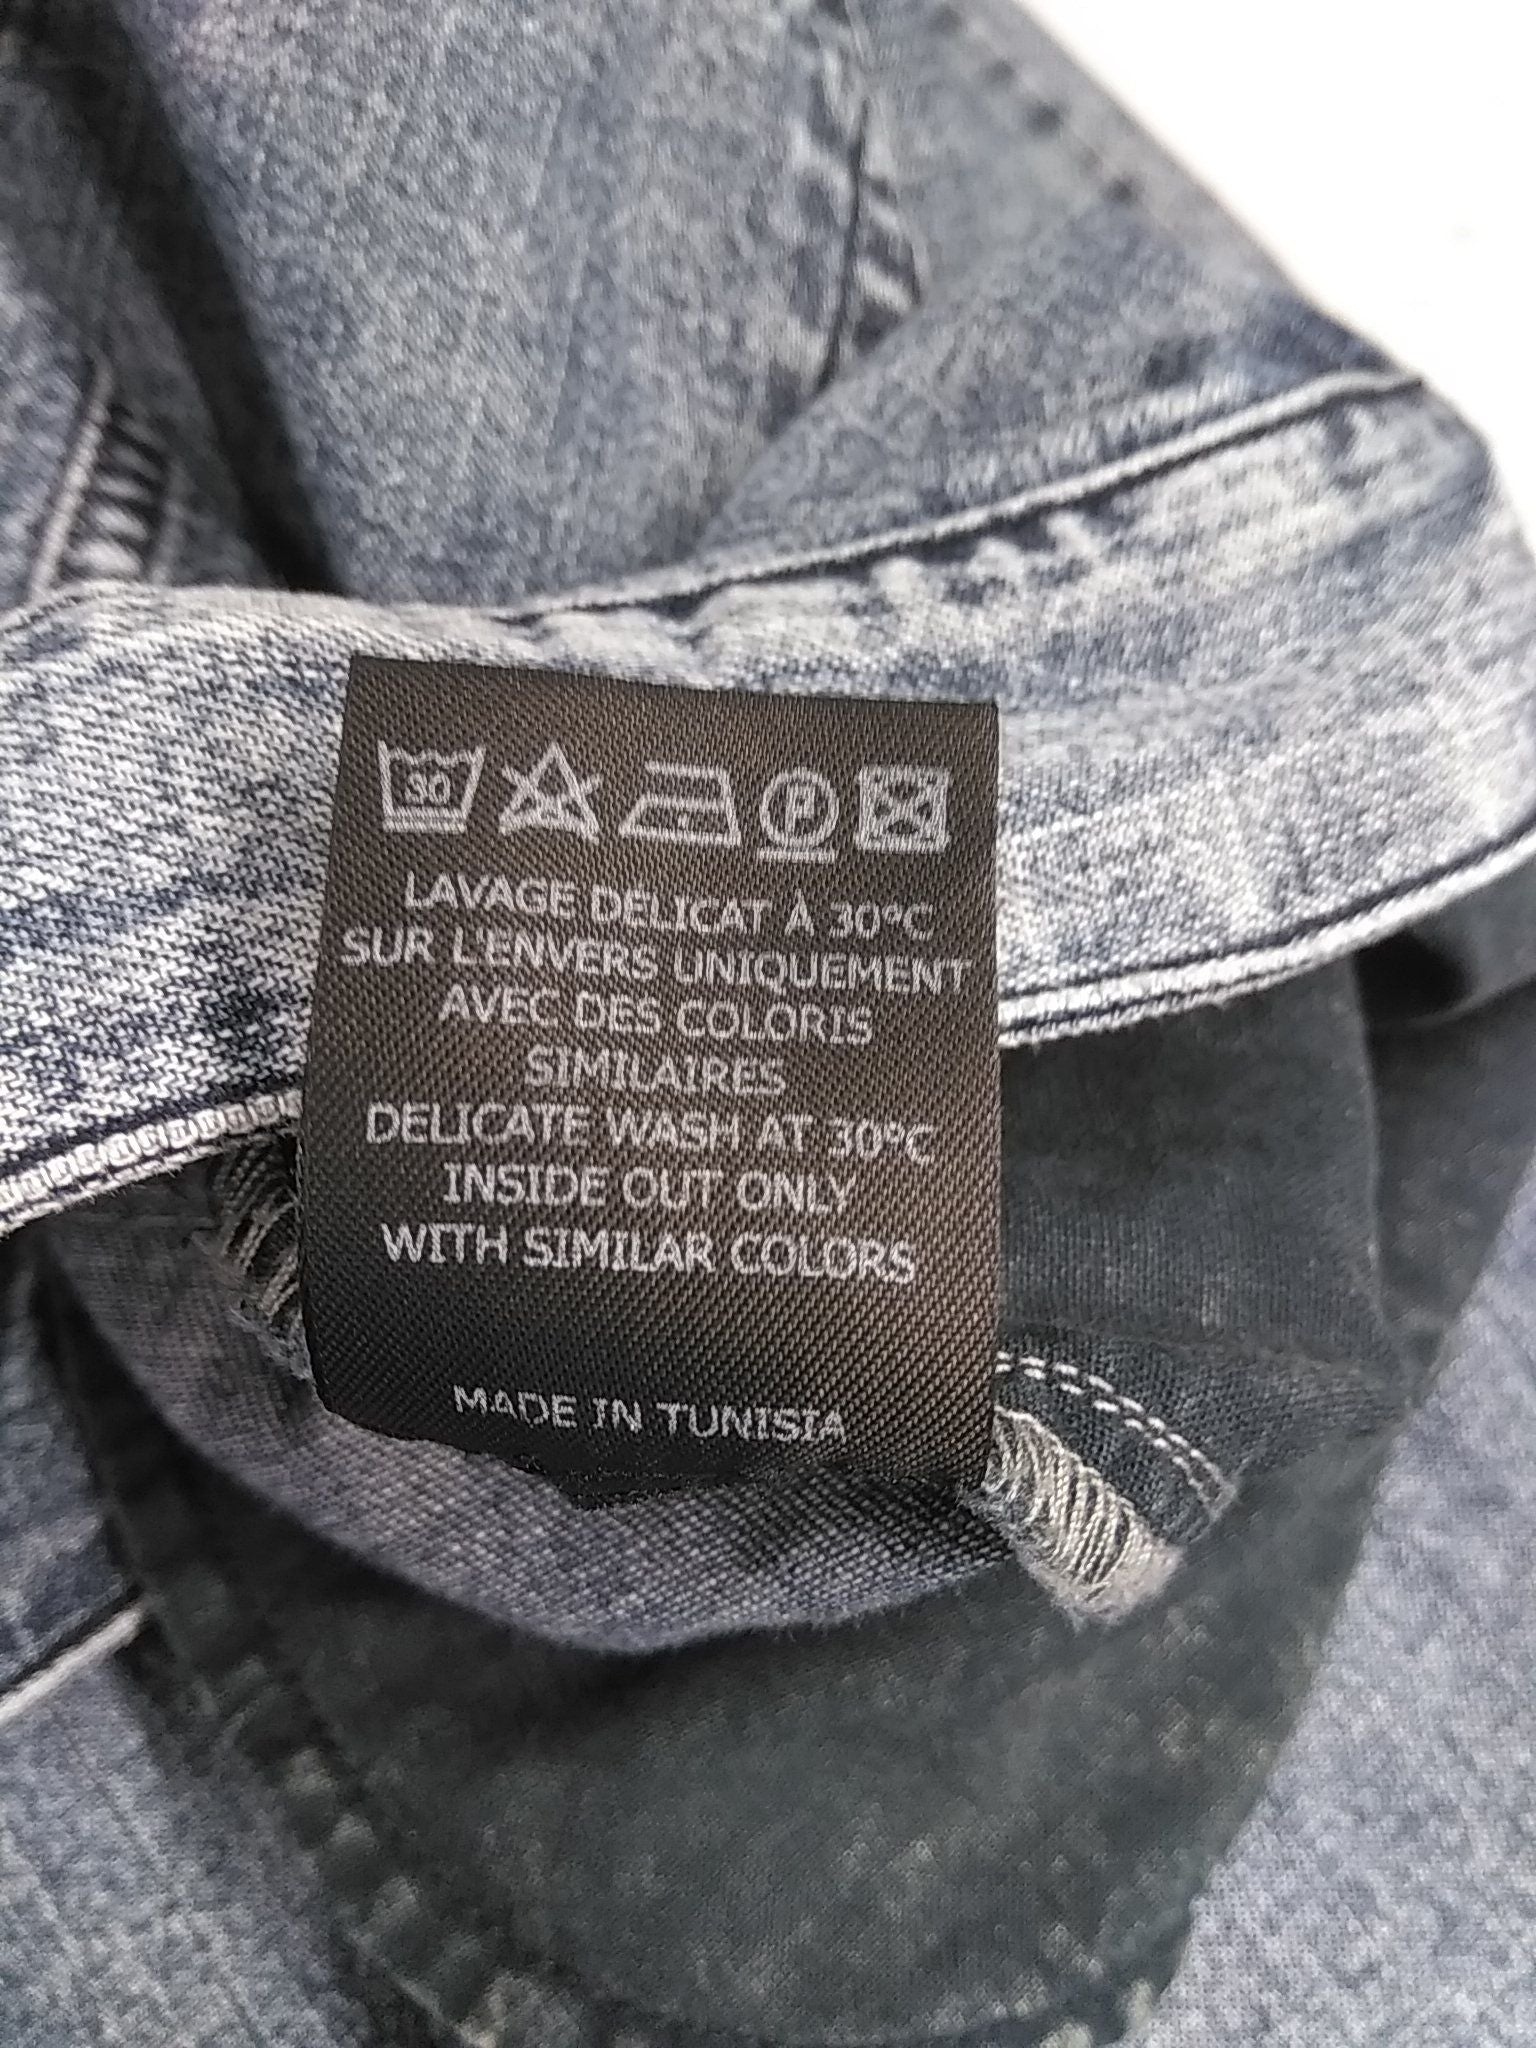 30
P
LAVAGE DÉLICAT À 30°C
SUR L'ENVERS UNIQUEMENT
AVEC DES COLORIS
SIMILAIRES
DELICATE WASH AT 30°C
INSIDE OUT ONLY
WITH SIMILAR COLORS
MADE IN TUNISIA